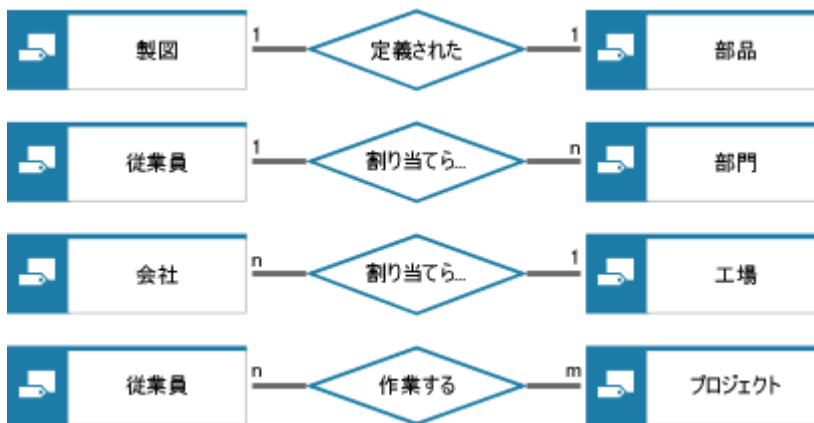 製図 1 定義された 1 部品
従業員 1 割り当てら... n 部門
会社 n 割り当てら... 1 工場
従業員 n 作業する m プロジェクト